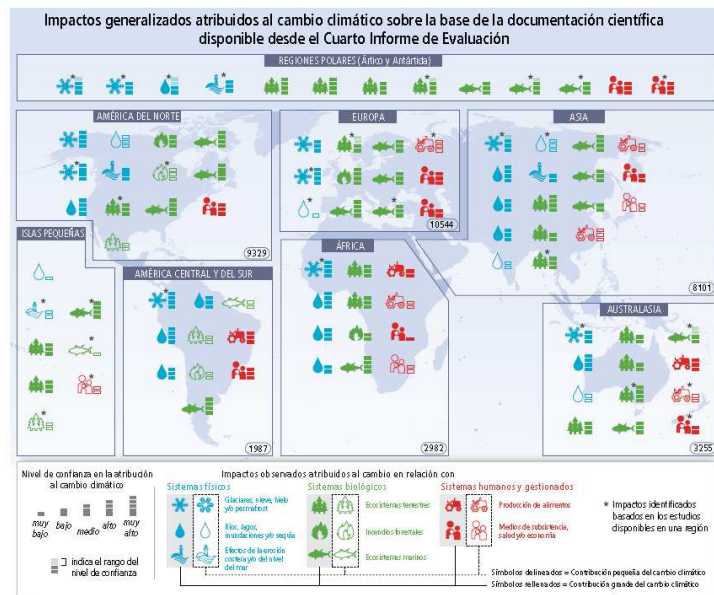 Impactos generalizados atribuidos al cambio climático sobre la base de la documentación científica
disponible desde el Cuarto Informe de Evaluación
REGIONES POLARES (Ártico y Antártida)
AMÉRICA DEL NORTE
9329
EUROPA
10544
ASIA
8101
ISLAS PEQUEÑAS
AMÉRICA CENTRAL Y DEL SUR
1987
ÁFRICA
2982
AUSTRALASIA
3255
Nivel de confianza en la atribución
al cambio climático
muy
bajo
bajo
medio
alto
muy
alto
indica el rango del
nivel de confianza
Impactos observados atribuidos al cambio en relación con
Sistemas físicos
Glaciares, nieve, hielo
y/o permafrost
Ríos, lagos,
inundaciones y/o sequía
Efectos de la erosión
costera y/o del nivel
del mar
Sistemas biológicos
Ecosistemas terrestres
Incendios forestales
Ecosistemas marinos
Sistemas humanos y gestionados
Producción de alimentos
Medios de subsistencia,
salud y/o economía
* Impactos identificados
basados en los estudios
disponibles en una región
Símbolos delineados = Contribución pequeña del cambio climático
Símbolos rellenados = Contribución grande del cambio climático